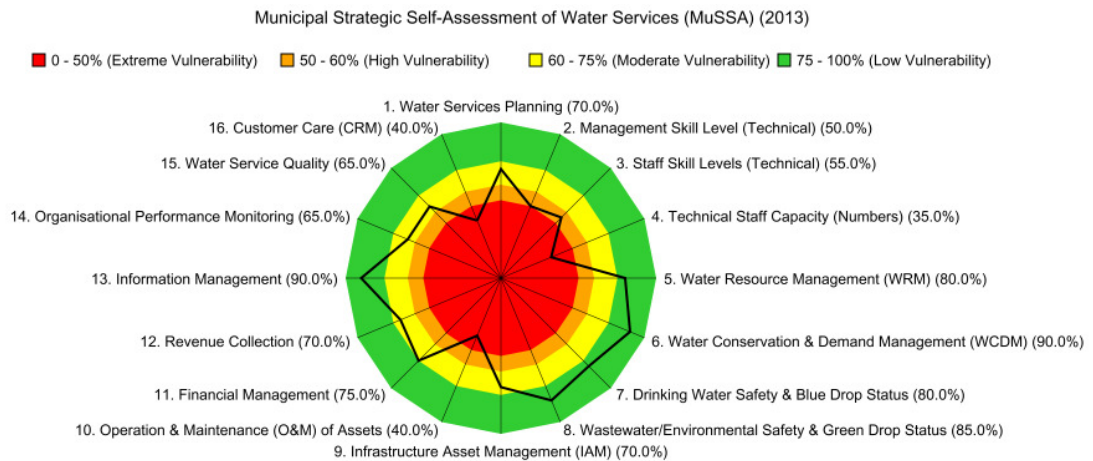 Municipal Strategic Self-Assessment of Water Services (MuSSA) (2013)
0 - 50% (Extreme Vulnerability)
50 - 60% (High Vulnerability)
60 - 75% (Moderate Vulnerability)
75 - 100% (Low Vulnerability)
1. Water Services Planning (70.0%)
2. Management Skill Level (Technical) (50.0%)
3. Staff Skill Levels (Technical) (55.0%)
4. Technical Staff Capacity (Numbers) (35.0%)
5. Water Resource Management (WRM) (80.0%)
6. Water Conservation & Demand Management (WCDM) (90.0%)
7. Drinking Water Safety & Blue Drop Status (80.0%)
8. Wastewater/Environmental Safety & Green Drop Status (85.0%)
9. Infrastructure Asset Management (IAM) (70.0%)
10. Operation & Maintenance (O&M) of Assets (40.0%)
11. Financial Management (75.0%)
12. Revenue Collection (70.0%)
13. Information Management (90.0%)
14. Organisational Performance Monitoring (65.0%)
15. Water Service Quality (65.0%)
16. Customer Care (CRM) (40.0%)